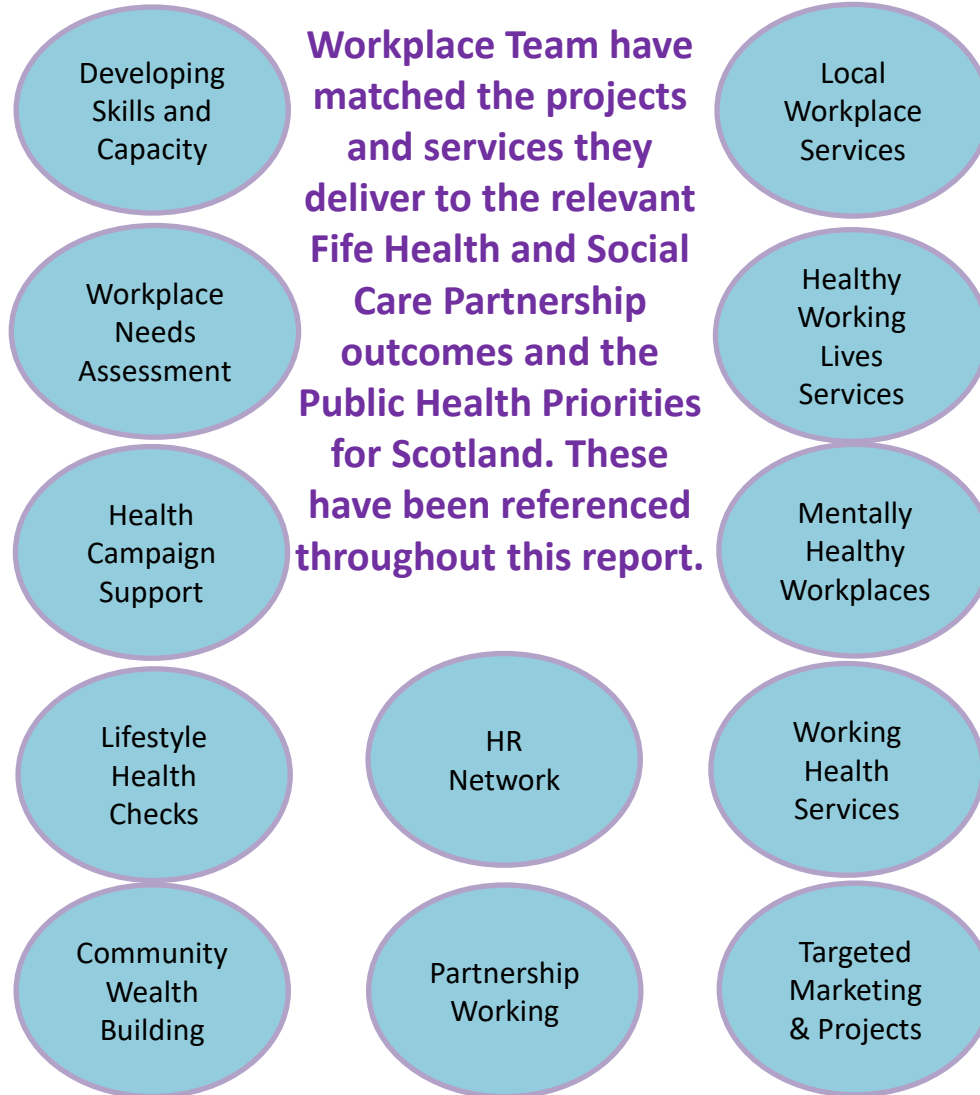 Workplace Team have
matched the projects
and services they
deliver to the relevant
Fife Health and Social
Care Partnership
outcomes and the
Public Health Priorities
for Scotland. These
have been referenced
throughout this report.
Developing
Skills and
Capacity
Workplace
Needs
Assessment
Health
Campaign
Support
Lifestyle
Health
Checks
Community
Wealth
Building
HR
Network
Partnership
Working
Local
Workplace
Services
Healthy
Working
Lives
Services
Mentally
Healthy
Workplaces
Working
Health
Services
Targeted
Marketing
& Projects